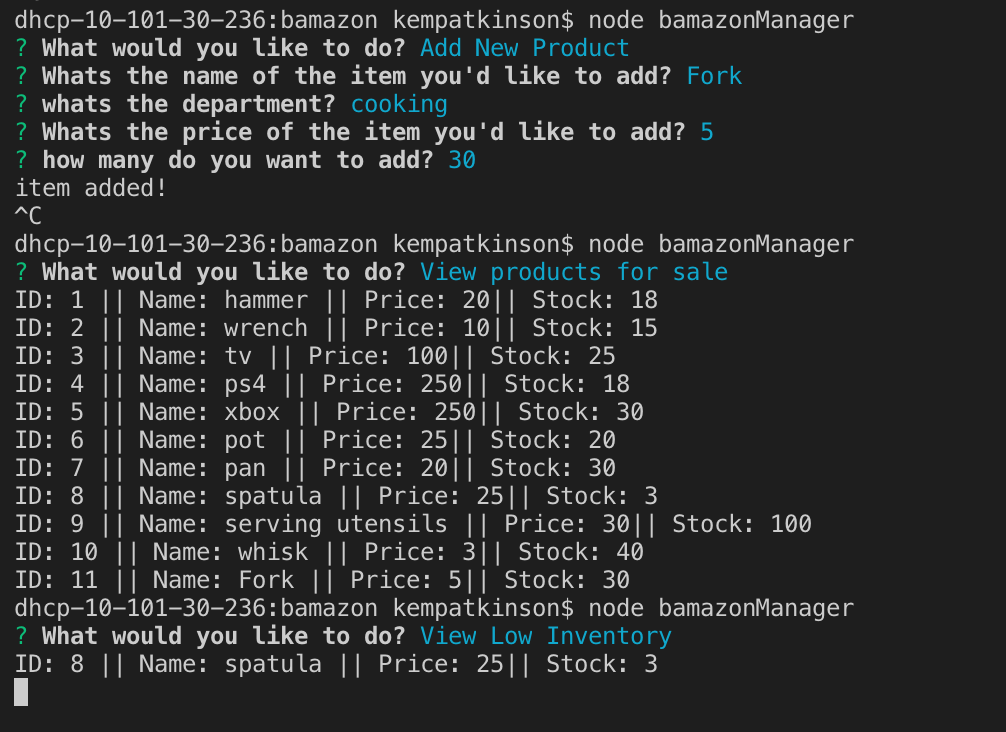 dhcp-10-101-30-236:bamazon kempatkinson$ node bamazonManager
? What would you like to do? Add New Product
? Whats the name of the item you'd like to add? Fork
? whats the department? cooking
? Whats the price of the item you'd like to add? 5
? how many do you want to add? 30
item added!
^C
dhcp-10-101-30-236:bamazon kempatkinson$ node bamazonManager
? What would you like to do? View products for sale
ID: 1 || Name: hammer || Price: 20|| Stock: 18
ID: 2 || Name: wrench || Price: 10|| Stock: 15
ID: 3 || Name: tv || Price: 100|| Stock: 25
ID: 4 || Name: ps4 || Price: 250|| Stock: 18
ID: 5 || Name: xbox || Price: 250|| Stock: 30
ID: 6 || Name: pot || Price: 25|| Stock: 20
ID: 7 || Name: pan || Price: 20|| Stock: 30
ID: 8 || Name: spatula || Price: 25|| Stock: 3
ID: 9 || Name: serving utensils || Price: 30|| Stock: 100
ID: 10 || Name: whisk || Price: 3|| Stock: 40
ID: 11 || Name: Fork || Price: 5|| Stock: 30
dhcp-10-101-30-236:bamazon kempatkinson$ node bamazonManager
? What would you like to do? View Low Inventory
ID: 8 || Name: spatula || Price: 25|| Stock: 3